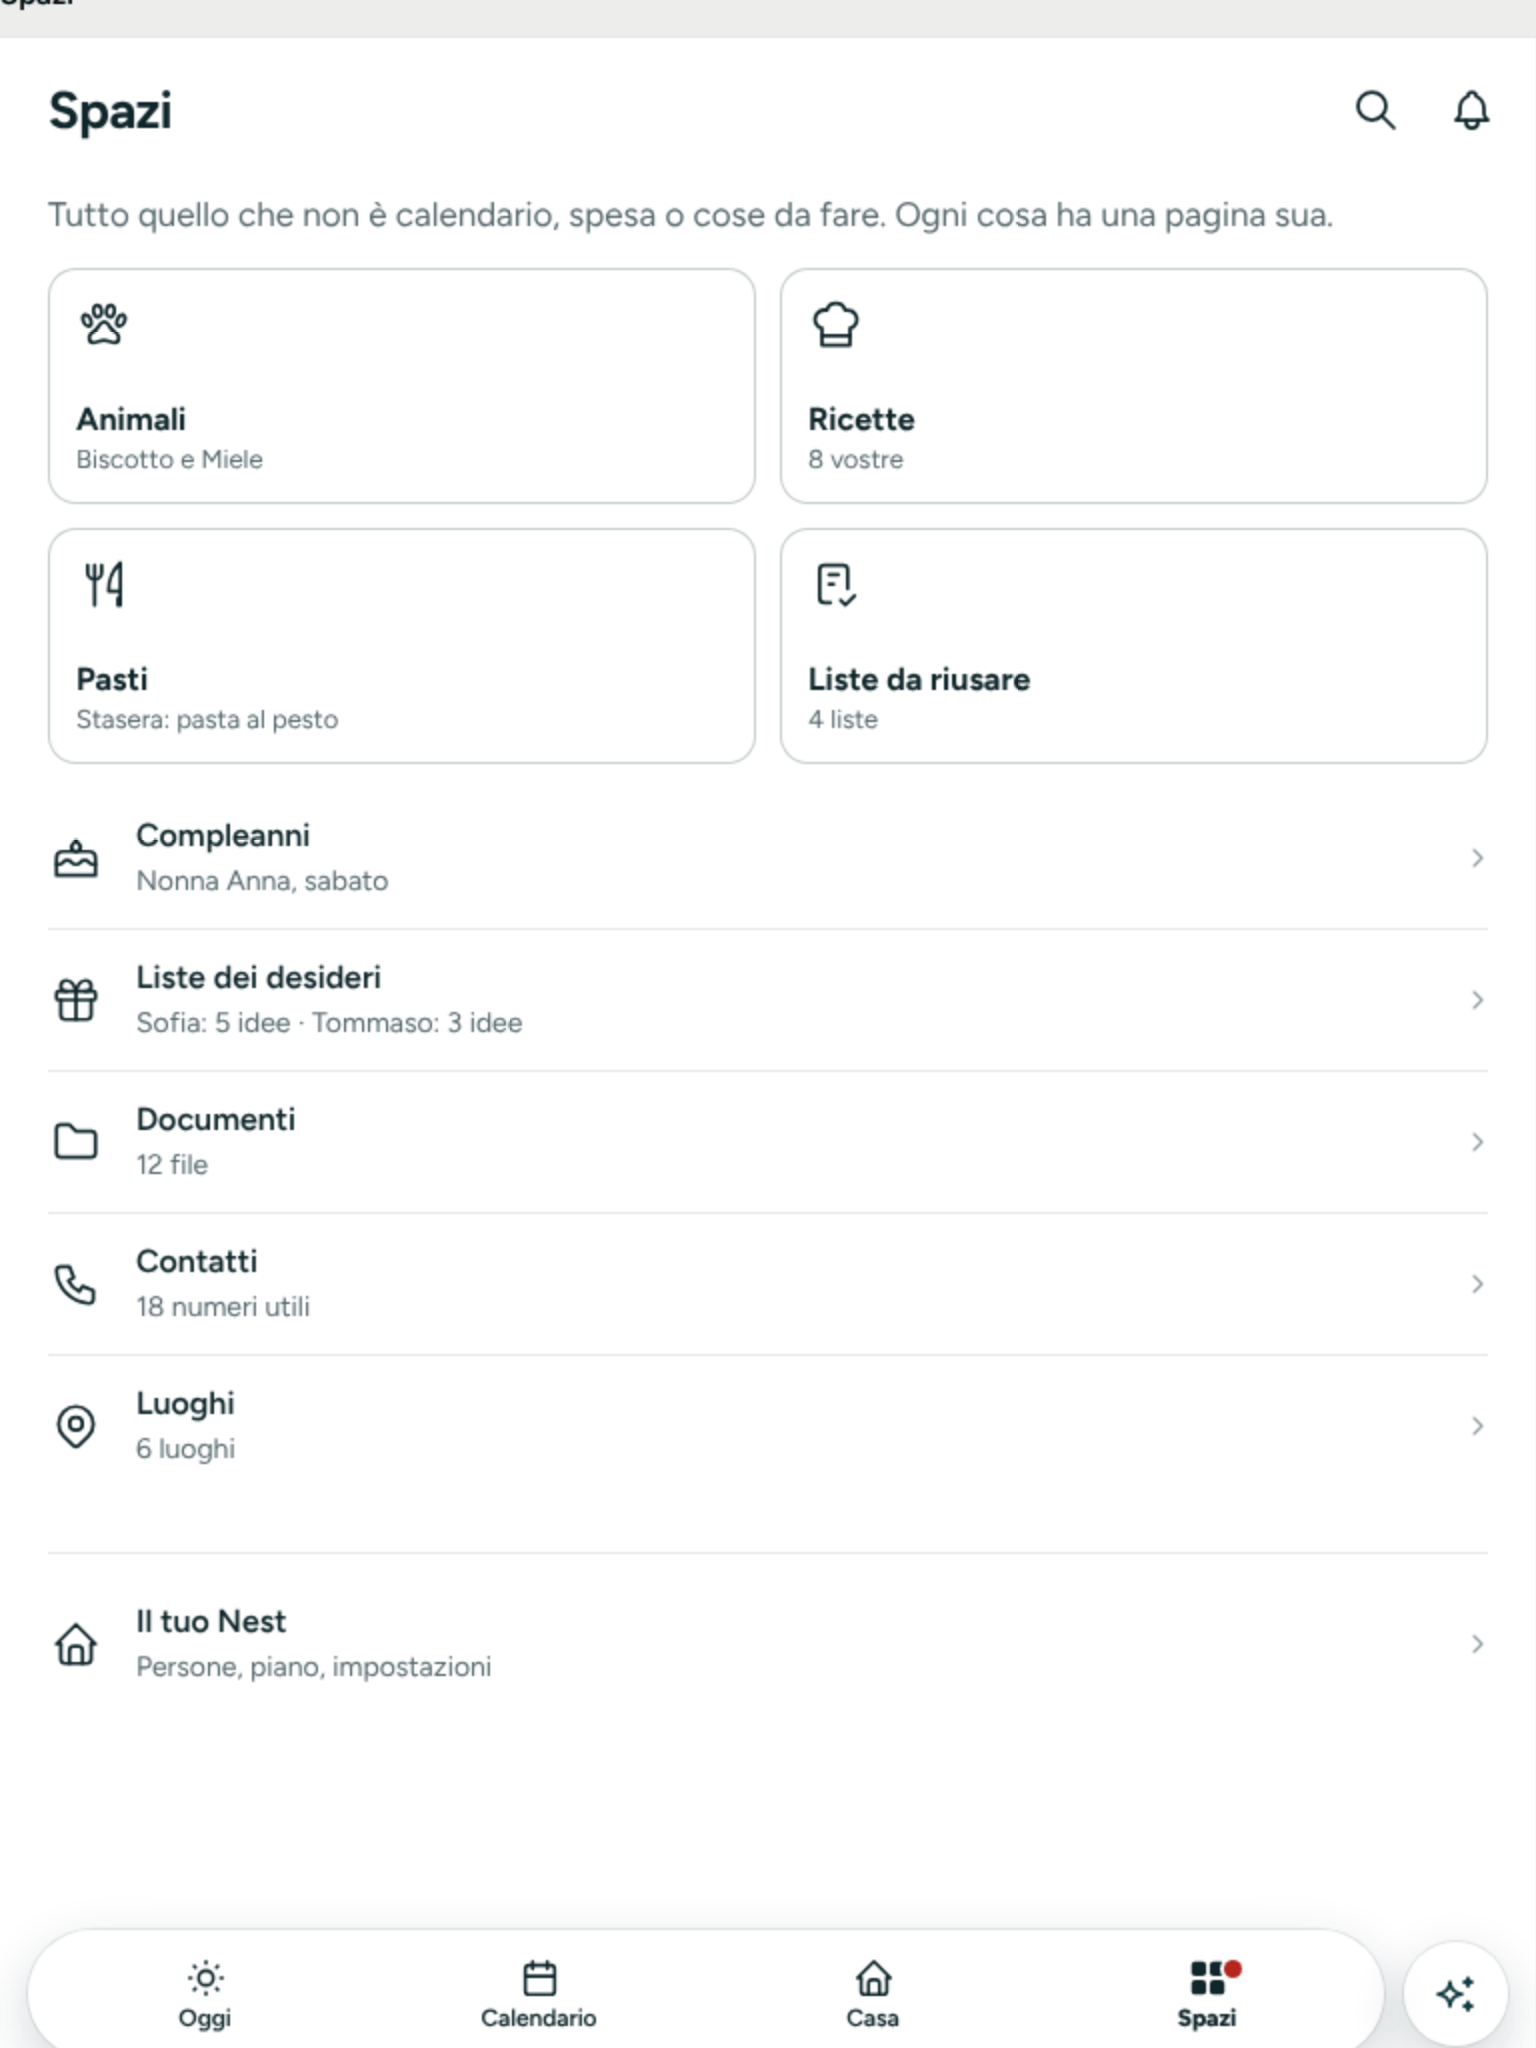 Spazi
Spazi
Tutto quello che non è calendario, spesa o cose da fare. Ogni cosa ha una pagina sua.
Animali
Biscotto e Miele
Ricette
8 vostre
Pasti
Stasera: pasta al pesto
Liste da riusare
4 liste
Compleanni
Nonna Anna, sabato
Liste dei desideri
Sofia: 5 idee · Tommaso: 3 idee
Documenti
12 file
Contatti
18 numeri utili
Luoghi
6 luoghi
Il tuo Nest
Persone, piano, impostazioni
Oggi
Calendario
Casa
Spazi